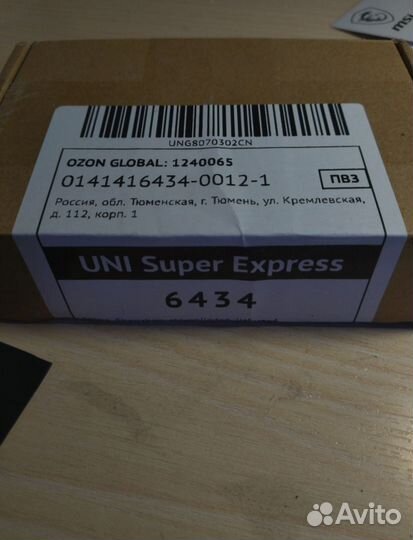 msi
UNG8070302CN
OZON GLOBAL: 1240065
0141416434-0012-1
ПВЗ
Россия, обл. Тюменская, г. Тюмень, ул. Кремлевская,
д. 112, корп. 1
UNI Super Express
6434
Avito